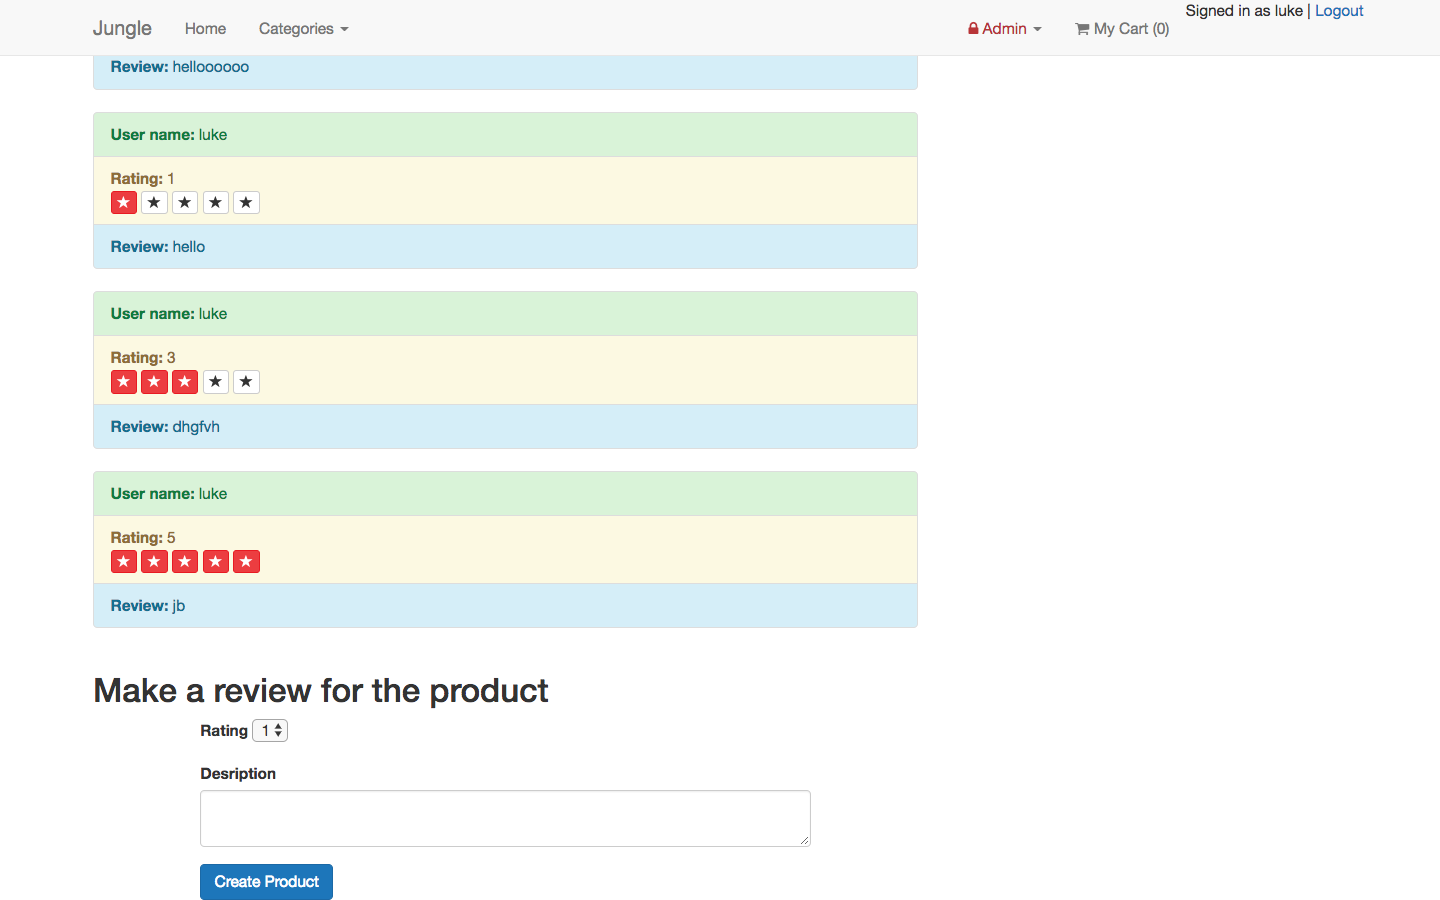 Jungle Home Categories Admin My Cart (0) Signed in as luke | Logout
Review: helloooooo
User name: luke
Rating: 1
★ ★ ★ ★ ★
Review: hello
User name: luke
Rating: 3
★ ★ ★ ★ ★
Review: dhgfvh
User name: luke
Rating: 5
★ ★ ★ ★ ★
Review: jb
Make a review for the product
Rating 1
Desription
Create Product